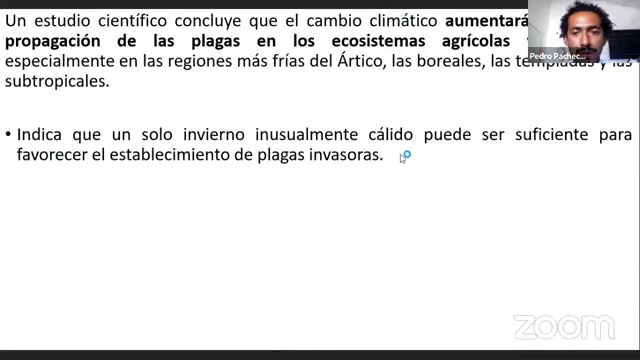 Un estudio científico concluye que el cambio climático aumentará
propagación de las plagas en los ecosistemas agrícolas
especialmente en las regiones más frías del Ártico, las boreales, las templadas y las
subtropicales.
• Indica que un solo invierno inusualmente cálido puede ser suficiente para
favorecer el establecimiento de plagas invasoras.
Pedro Pachec...
zoom